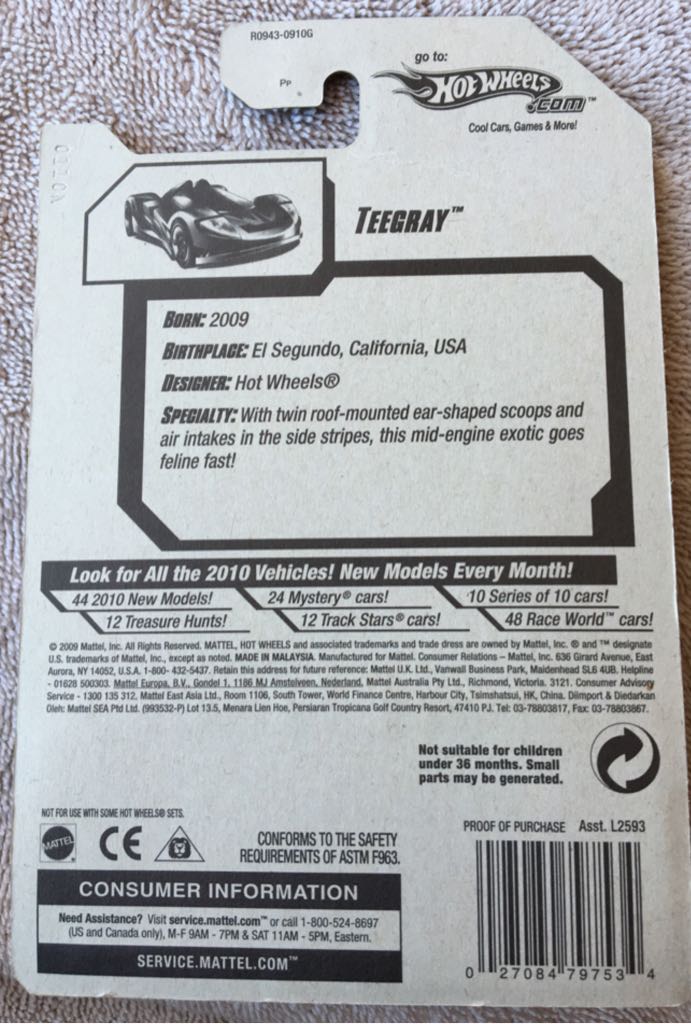 R0943-0910G
Pp
go to:
HOT WHEELS
.COM™
Cool Cars, Games & More!
TEEGRAY™
BORN: 2009
BIRTHPLACE: El Segundo, California, USA
DESIGNER: Hot Wheels®
SPECIALTY: With twin roof-mounted ear-shaped scoops and
air intakes in the side stripes, this mid-engine exotic goes
feline fast!
Look for All the 2010 Vehicles! New Models Every Month!
44 2010 New Models! 24 Mystery® cars! 10 Series of 10 cars!
12 Treasure Hunts! 12 Track Stars® cars! 48 Race World™ cars!
© 2009 Mattel, Inc. All Rights Reserved. MATTEL, HOT WHEELS and associated trademarks and trade dress are owned by Mattel, Inc. ® and ™ designate
U.S. trademarks of Mattel, Inc., except as noted. MADE IN MALAYSIA. Manufactured for Mattel. Consumer Relations – Mattel, Inc. 636 Girard Avenue, East
Aurora, NY 14052, U.S.A. 1-800- 432-5437. Retain this address for future reference: Mattel U.K. Ltd., Vanwall Business Park, Maidenhead SL6 4UB. Helpline
- 01628 500303. Mattel Europa, B.V., Gondel 1, 1186 MJ Amstelveen, Nederland. Mattel Australia Pty Ltd., Richmond, Victoria. 3121. Consumer Advisory
Service - 1300 135 312. Mattel East Asia Ltd., Room 1106, South Tower, World Finance Centre, Harbour City, Tsimshatsui, HK, China. Diimport & Diedarkan
Oleh: Mattel SEA Ptd Ltd. (993532-P) Lot 13.5, Menara Lien Hoe, Persiaran Tropicana Golf Country Resort, 47410 PJ. Tel: 03-78803817, Fax: 03-78803867.
Not suitable for children
under 36 months. Small
parts may be generated.
NOT FOR USE WITH SOME HOT WHEELS® SETS.
MATTEL
CE
CONFORMS TO THE SAFETY
REQUIREMENTS OF ASTM F963.
PROOF OF PURCHASE Asst. L2593
CONSUMER INFORMATION
Need Assistance? Visit service.mattel.com™ or call 1-800-524-8697
(US and Canada only), M-F 9AM - 7PM & SAT 11AM - 5PM, Eastern.
SERVICE.MATTEL.COM™
0 27084 79753 4